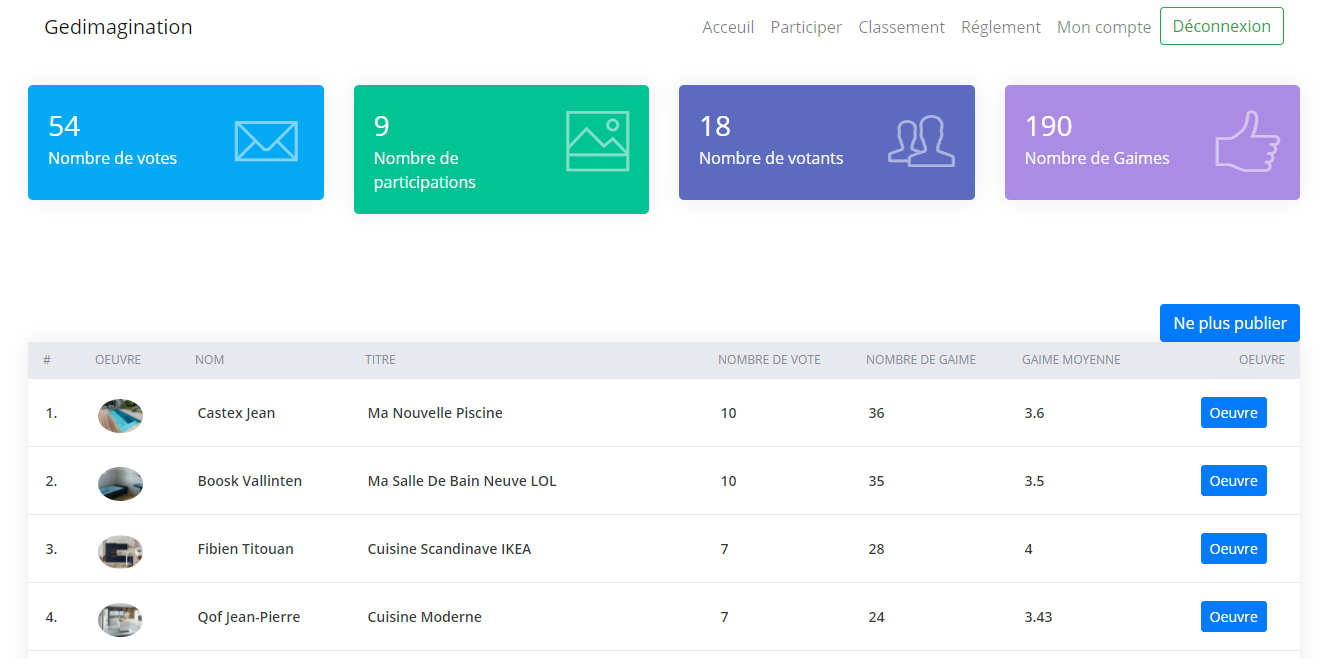 Gedimagination
Acceuil Participer Classement Réglement Mon compte Déconnexion
54
Nombre de votes
9
Nombre de
participations
18
Nombre de votants
190
Nombre de Gaimes
Ne plus publier
# OEUVRE NOM TITRE NOMBRE DE VOTE NOMBRE DE GAIME GAIME MOYENNE OEUVRE
1. Castex Jean Ma Nouvelle Piscine 10 36 3.6 Oeuvre
2. Boosk Vallinten Ma Salle De Bain Neuve LOL 10 35 3.5 Oeuvre
3. Fibien Titouan Cuisine Scandinave IKEA 7 28 4 Oeuvre
4. Qof Jean-Pierre Cuisine Moderne 7 24 3.43 Oeuvre